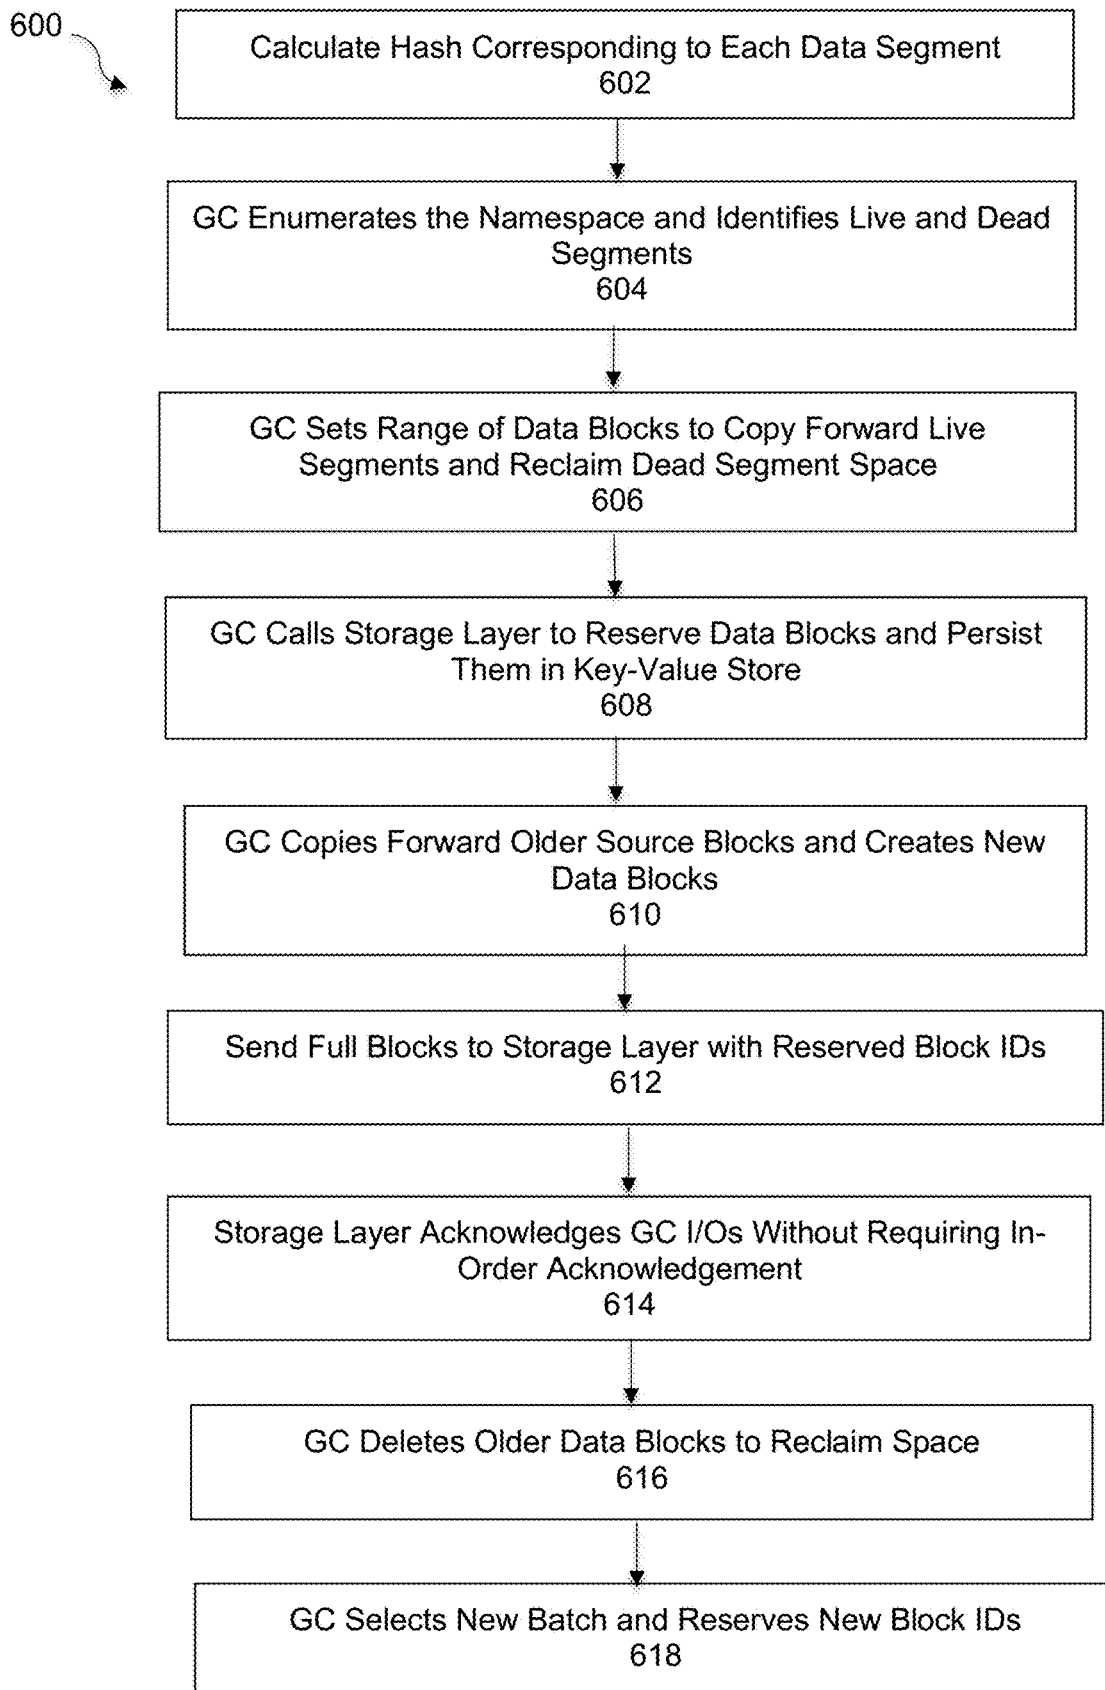 600
Calculate Hash Corresponding to Each Data Segment
602
GC Enumerates the Namespace and Identifies Live and Dead
Segments
604
GC Sets Range of Data Blocks to Copy Forward Live
Segments and Reclaim Dead Segment Space
606
GC Calls Storage Layer to Reserve Data Blocks and Persist
Them in Key-Value Store
608
GC Copies Forward Older Source Blocks and Creates New
Data Blocks
610
Send Full Blocks to Storage Layer with Reserved Block IDs
612
Storage Layer Acknowledges GC I/Os Without Requiring In-
Order Acknowledgement
614
GC Deletes Older Data Blocks to Reclaim Space
616
GC Selects New Batch and Reserves New Block IDs
618